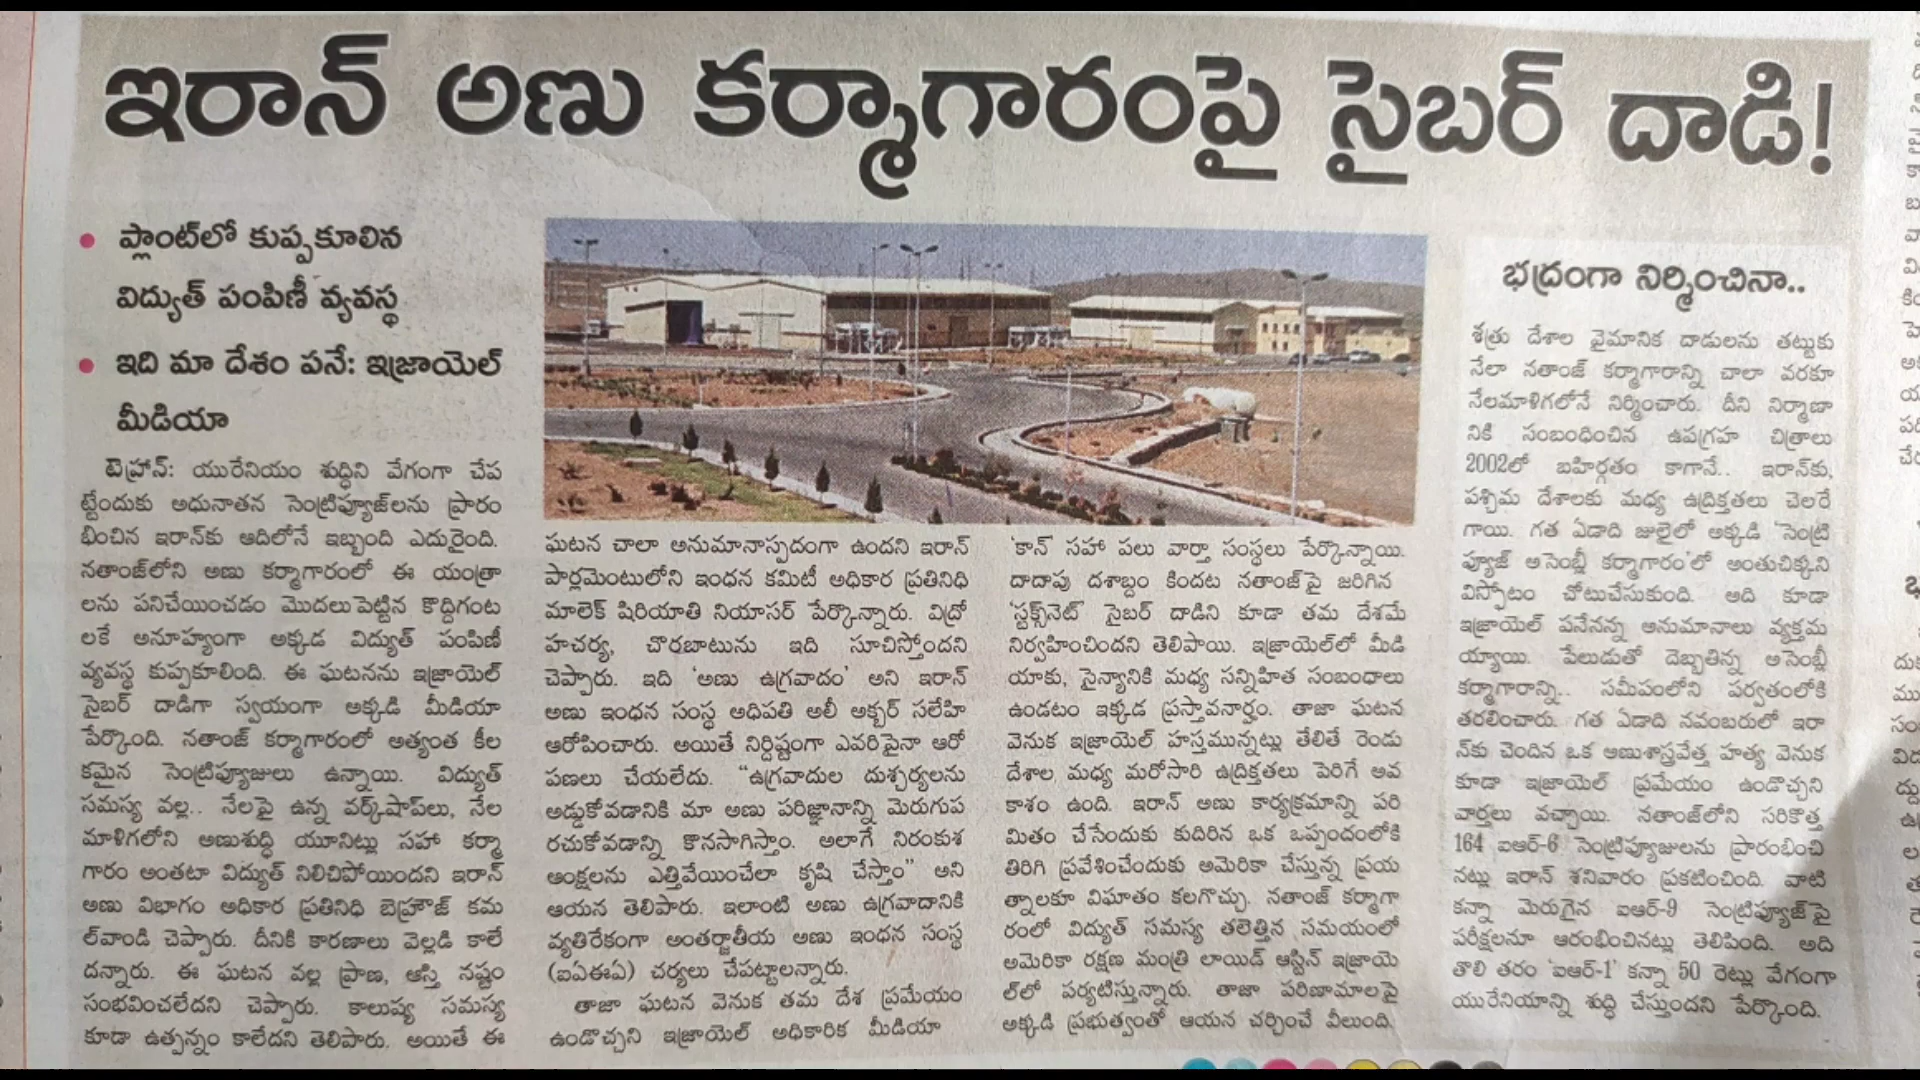 ఇరాన్ అణు కర్మాగారంపై సైబర్ దాడి!
• ప్లాంట్‌లో కుప్పకూలిన
విద్యుత్ పంపిణీ వ్యవస్థ
• ఇది మా దేశం పనే: ఇజ్రాయెల్
మీడియా
టెహ్రాన్: యురేనియం శుద్ధిని వేగంగా చేప
ట్టేందుకు అధునాతన సెంట్రిఫ్యూజ్‌లను ప్రారం
భించిన ఇరాన్‌కు ఆదిలోనే ఇబ్బంది ఎదురైంది.
నతాంజ్‌లోని అణు కర్మాగారంలో ఈ యంత్రా
లను పనిచేయించడం మొదలుపెట్టిన కొద్దిగంట
లకే అనూహ్యంగా అక్కడ విద్యుత్ పంపిణీ
వ్యవస్థ కుప్పకూలింది. ఈ ఘటనను ఇజ్రాయెల్
సైబర్ దాడిగా స్వయంగా అక్కడి మీడియా
పేర్కొంది. నతాంజ్ కర్మాగారంలో అత్యంత కీల
కమైన సెంట్రిఫ్యూజులు ఉన్నాయి. విద్యుత్
సమస్య వల్ల.. నేలపై ఉన్న వర్క్‌షాప్‌లు, నేల
మాళిగలోని అణుశుద్ధి యూనిట్లు సహా కర్మా
గారం అంతటా విద్యుత్ నిలిచిపోయిందని ఇరాన్
అణు విభాగం అధికార ప్రతినిధి బెహ్రౌజ్ కమ
ల్‌వాండి చెప్పారు. దీనికి కారణాలు వెల్లడి కాలే
దన్నారు. ఈ ఘటన వల్ల ప్రాణ, ఆస్తి నష్టం
సంభవించలేదని చెప్పారు. కాలుష్య సమస్య
కూడా ఉత్పన్నం కాలేదని తెలిపారు. అయితే ఈ
ఘటన చాలా అనుమానాస్పదంగా ఉందని ఇరాన్
పార్లమెంటులోని ఇంధన కమిటీ అధికార ప్రతినిధి
మాలెక్ షిరియాతి నియాసర్ పేర్కొన్నారు. విద్రో
హచర్య, చొరబాటును ఇది సూచిస్తోందని
చెప్పారు. ఇది ‘అణు ఉగ్రవాదం’ అని ఇరాన్
అణు ఇంధన సంస్థ అధిపతి అలీ అక్బర్ సలేహి
ఆరోపించారు. అయితే నిర్దిష్టంగా ఎవరిపైనా ఆరో
పణలు చేయలేదు. “ఉగ్రవాదుల దుశ్చర్యలను
అడ్డుకోవడానికి మా అణు పరిజ్ఞానాన్ని మెరుగుప
రచుకోవడాన్ని కొనసాగిస్తాం. అలాగే నిరంకుశ
ఆంక్షలను ఎత్తివేయించేలా కృషి చేస్తాం” అని
ఆయన తెలిపారు. ఇలాంటి అణు ఉగ్రవాదానికి
వ్యతిరేకంగా అంతర్జాతీయ అణు ఇంధన సంస్థ
(ఐఏఈఏ) చర్యలు చేపట్టాలన్నారు.
తాజా ఘటన వెనుక తమ దేశ ప్రమేయం
ఉండొచ్చని ఇజ్రాయెల్ అధికారిక మీడియా
‘కాన్’ సహా పలు వార్తా సంస్థలు పేర్కొన్నాయి.
దాదాపు దశాబ్దం కిందట నతాంజ్‌పై జరిగిన
‘స్టక్స్‌నెట్’ సైబర్ దాడిని కూడా తమ దేశమే
నిర్వహించిందని తెలిపాయి. ఇజ్రాయెల్‌లో మీడి
యాకు, సైన్యానికి మధ్య సన్నిహిత సంబంధాలు
ఉండటం ఇక్కడ ప్రస్తావనార్హం. తాజా ఘటన
వెనుక ఇజ్రాయెల్ హస్తమున్నట్లు తేలితే రెండు
దేశాల మధ్య మరోసారి ఉద్రిక్తతలు పెరిగే అవ
కాశం ఉంది. ఇరాన్ అణు కార్యక్రమాన్ని పరి
మితం చేసేందుకు కుదిరిన ఒక ఒప్పందంలోకి
తిరిగి ప్రవేశించేందుకు అమెరికా చేస్తున్న ప్రయ
త్నాలకూ విఘాతం కలగొచ్చు. నతాంజ్ కర్మాగా
రంలో విద్యుత్ సమస్య తలెత్తిన సమయంలో
అమెరికా రక్షణ మంత్రి లాయిడ్ ఆస్టిన్ ఇజ్రాయె
ల్‌లో పర్యటిస్తున్నారు. తాజా పరిణామాలపై
అక్కడి ప్రభుత్వంతో ఆయన చర్చించే వీలుంది.
భద్రంగా నిర్మించినా..
శత్రు దేశాల వైమానిక దాడులను తట్టుకు
నేలా నతాంజ్ కర్మాగారాన్ని చాలా వరకూ
నేలమాళిగలోనే నిర్మించారు. దీని నిర్మాణా
నికి సంబంధించిన ఉపగ్రహ చిత్రాలు
2002లో బహిర్గతం కాగానే.. ఇరాన్‌కు,
పశ్చిమ దేశాలకు మధ్య ఉద్రిక్తతలు చెలరే
గాయి. గత ఏడాది జులైలో అక్కడి ‘సెంట్రి
ఫ్యూజ్ అసెంబ్లీ కర్మాగారం’లో అంతుచిక్కని
విస్ఫోటం చోటుచేసుకుంది. అది కూడా
ఇజ్రాయెల్ పనేనన్న అనుమానాలు వ్యక్తమ
య్యాయి. పేలుడుతో దెబ్బతిన్న అసెంబ్లీ
కర్మాగారాన్ని.. సమీపంలోని పర్వతంలోకి
తరలించారు. గత ఏడాది నవంబరులో ఇరా
న్‌కు చెందిన ఒక అణుశాస్త్రవేత్త హత్య వెనుక
కూడా ఇజ్రాయెల్ ప్రమేయం ఉండొచ్చని
వార్తలు వచ్చాయి. నతాంజ్‌లోని సరికొత్త
164 ఐఆర్-6 సెంట్రిఫ్యూజులను ప్రారంభించి
నట్లు ఇరాన్ శనివారం ప్రకటించింది. వాటి
కన్నా మెరుగైన ఐఆర్-9 సెంట్రిఫ్యూజ్‌పై
పరీక్షలనూ ఆరంభించినట్లు తెలిపింది. అది
తొలి తరం ‘ఐఆర్-1’ కన్నా 50 రెట్లు వేగంగా
యురేనియాన్ని శుద్ధి చేస్తుందని పేర్కొంది.